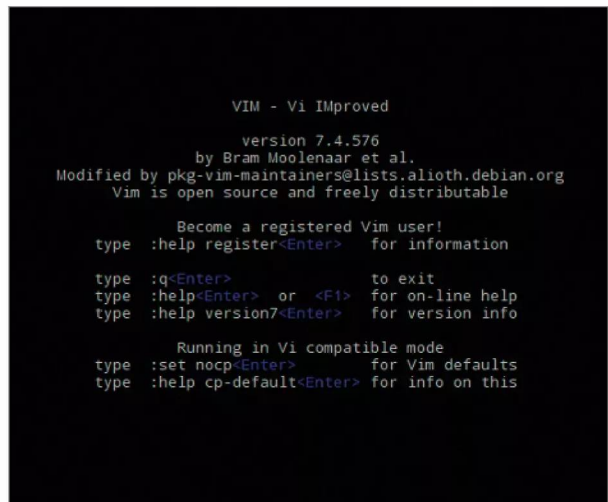 VIM - Vi IMproved
version 7.4.576
by Bram Moolenaar et al.
Modified by pkg-vim-maintainers@lists.alioth.debian.org
Vim is open source and freely distributable
Become a registered Vim user!
type :help register<Enter> for information
type :q<Enter> to exit
type :help<Enter> or <F1> for on-line help
type :help version7<Enter> for version info
Running in Vi compatible mode
type :set nocp<Enter> for Vim defaults
type :help cp-default<Enter> for info on this